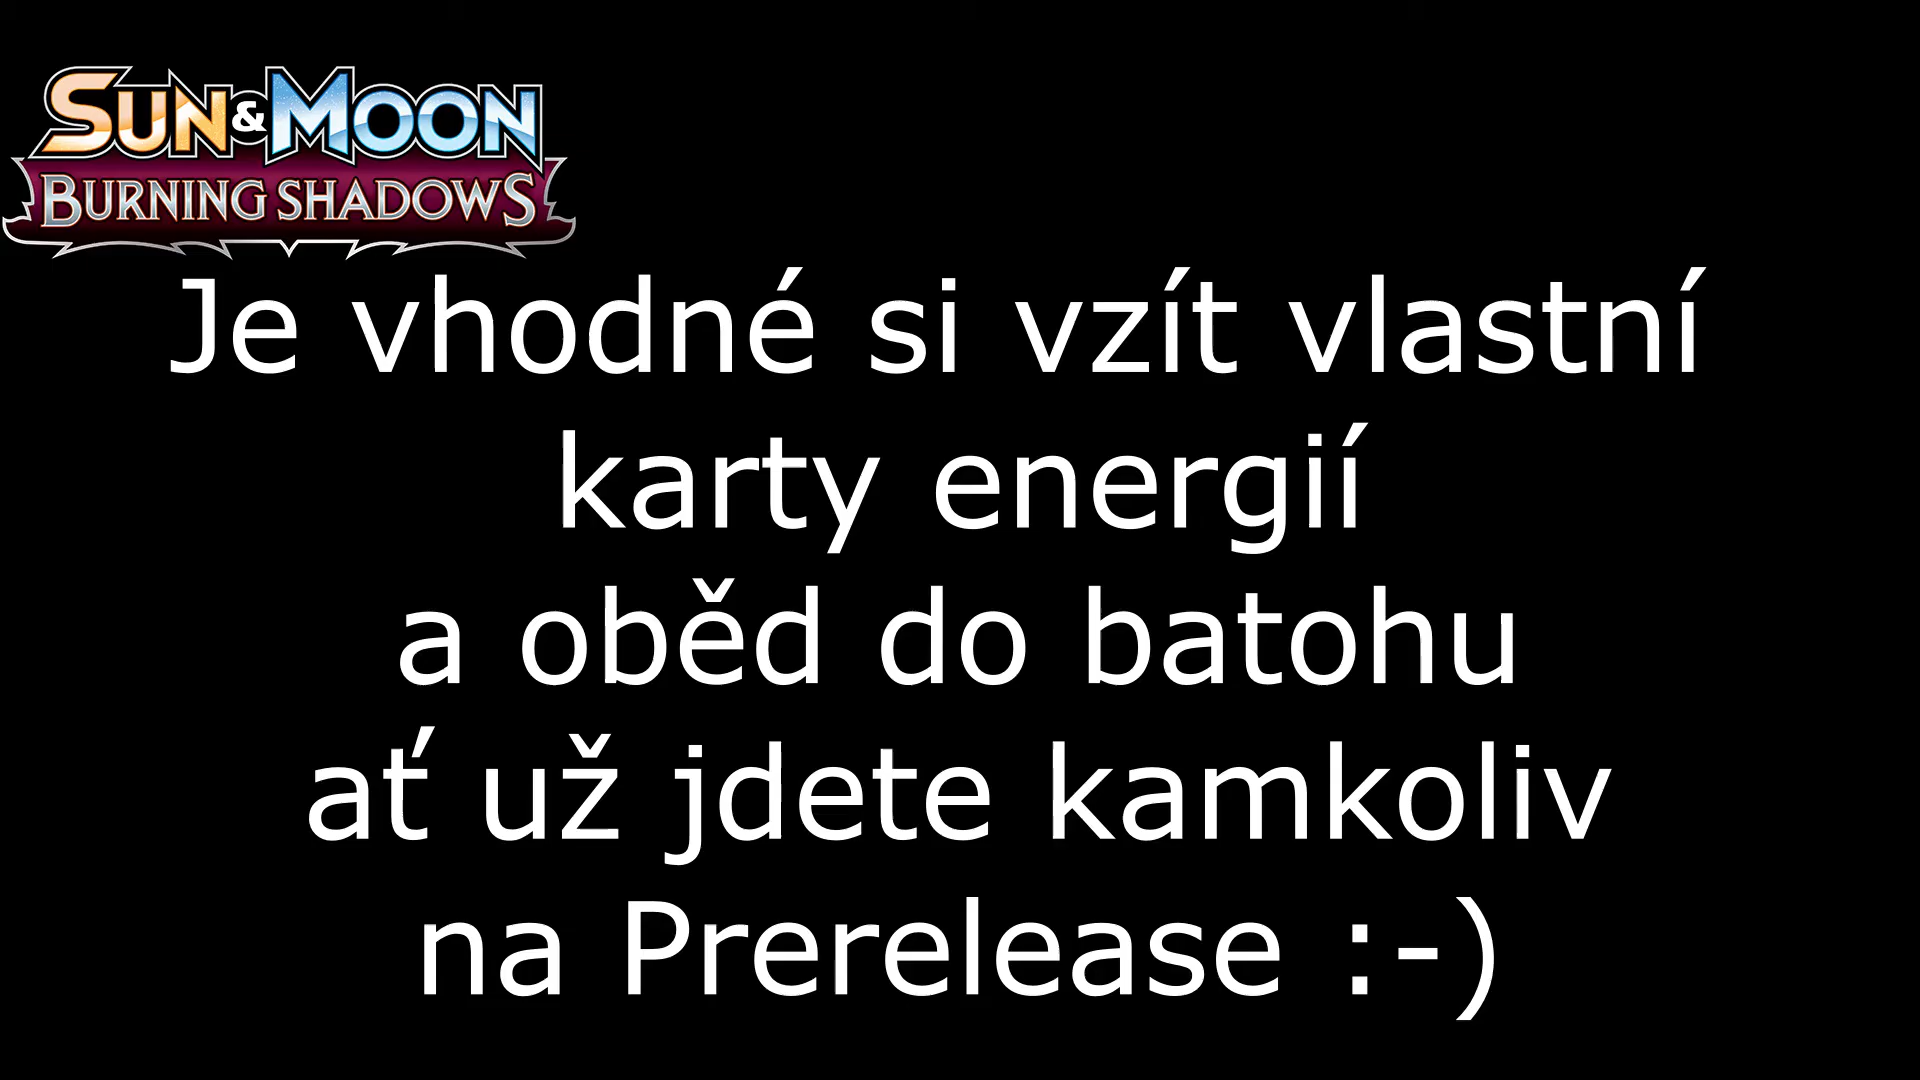 SUN & MOON
BURNING SHADOWS
Je vhodné si vzít vlastní
karty energií
a oběd do batohu
ať už jdete kamkoliv
na Prerelease :-)